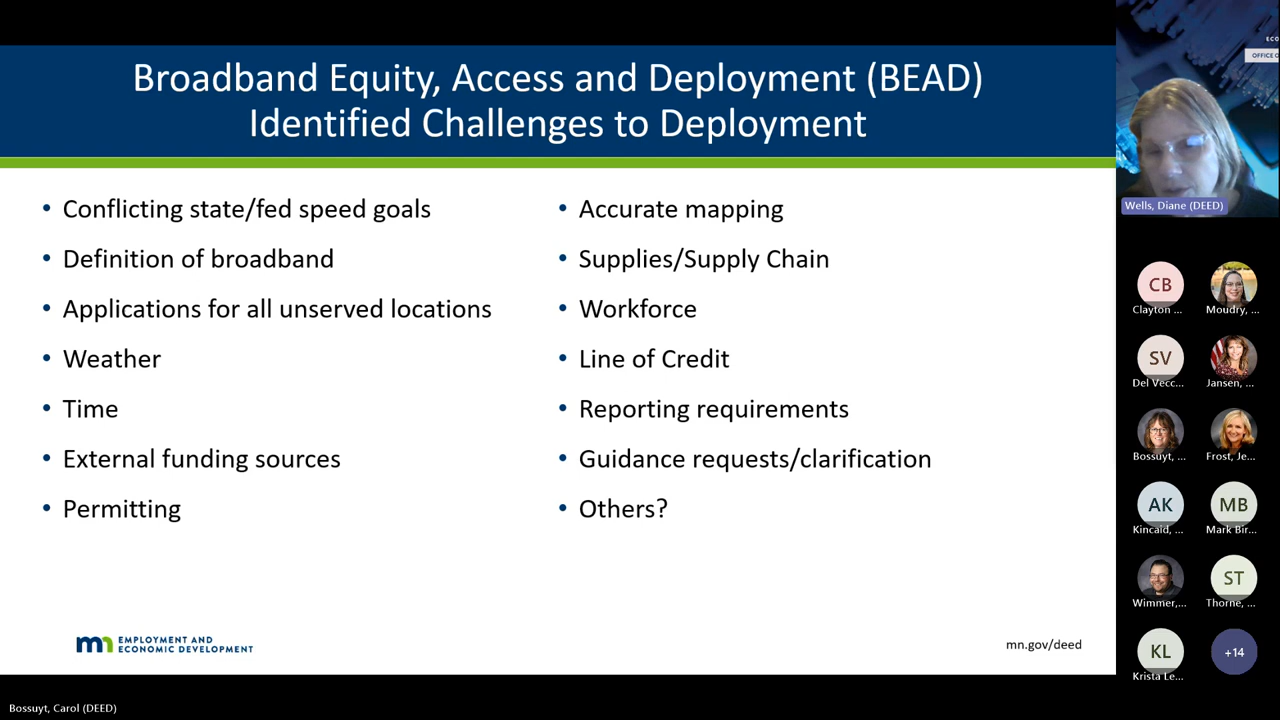 Broadband Equity, Access and Deployment (BEAD)
Identified Challenges to Deployment
• Conflicting state/fed speed goals
• Definition of broadband
• Applications for all unserved locations
• Weather
• Time
• External funding sources
• Permitting
• Accurate mapping
• Supplies/Supply Chain
• Workforce
• Line of Credit
• Reporting requirements
• Guidance requests/clarification
• Others?
mn EMPLOYMENT AND
ECONOMIC DEVELOPMENT
mn.gov/deed
ECO
OFFICE O
Wells, Diane (DEED)
CB
Clayton ...
Moudry, ...
SV
Del Vecc...
Jansen, ...
Bossuyt, ...
Frost, Je...
AK
Kincaid, ...
MB
Mark Bir...
Wimmer,...
ST
Thorne, ...
KL
Krista Le...
+14
Bossuyt, Carol (DEED)